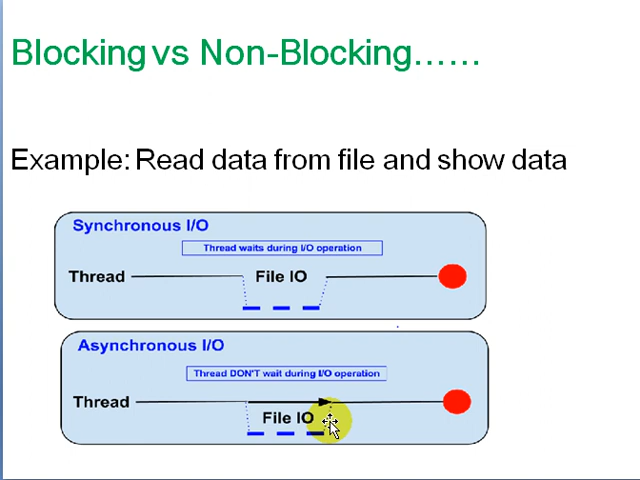 Blocking vs Non-Blocking......
Example: Read data from file and show data
Synchronous I/O
Thread waits during I/O operation
Thread
File IO
Asynchronous I/O
Thread DON'T wait during I/O operation
Thread
File IO